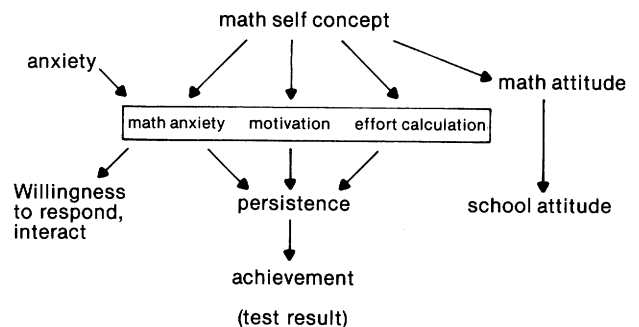 math self concept
anxiety
math attitude
math anxiety motivation effort calculation
Willingness
to respond,
interact
persistence
school attitude
achievement
(test result)